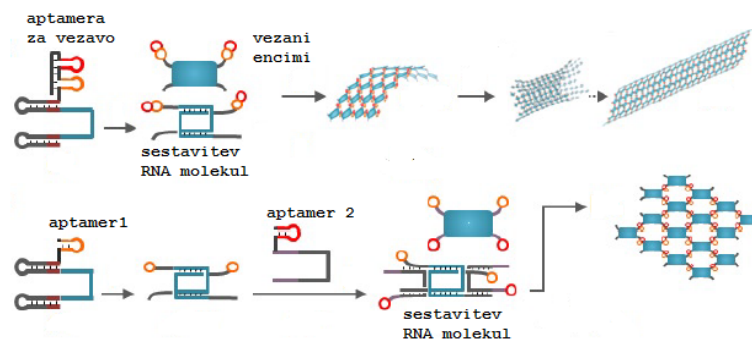 aptamera
za vezavo
vezani
encimi
sestavitev
RNA molekul
aptamer1
aptamer 2
sestavitev
RNA molekul